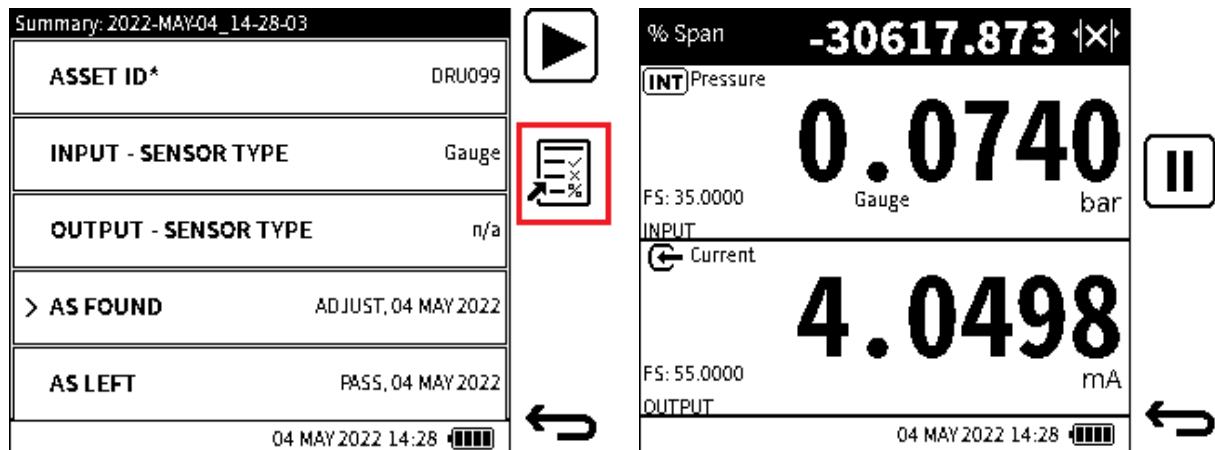 Summary: 2022-MAY-04_14-28-03
ASSET ID* DRU099
INPUT - SENSOR TYPE Gauge
OUTPUT - SENSOR TYPE n/a
> AS FOUND ADJUST, 04 MAY 2022
AS LEFT PASS, 04 MAY 2022
04 MAY 2022 14:28
% Span -30617.873
INT Pressure
0.0740
FS: 35.0000 Gauge bar
INPUT
Current
4.0498
FS: 55.0000 mA
OUTPUT
04 MAY 2022 14:28